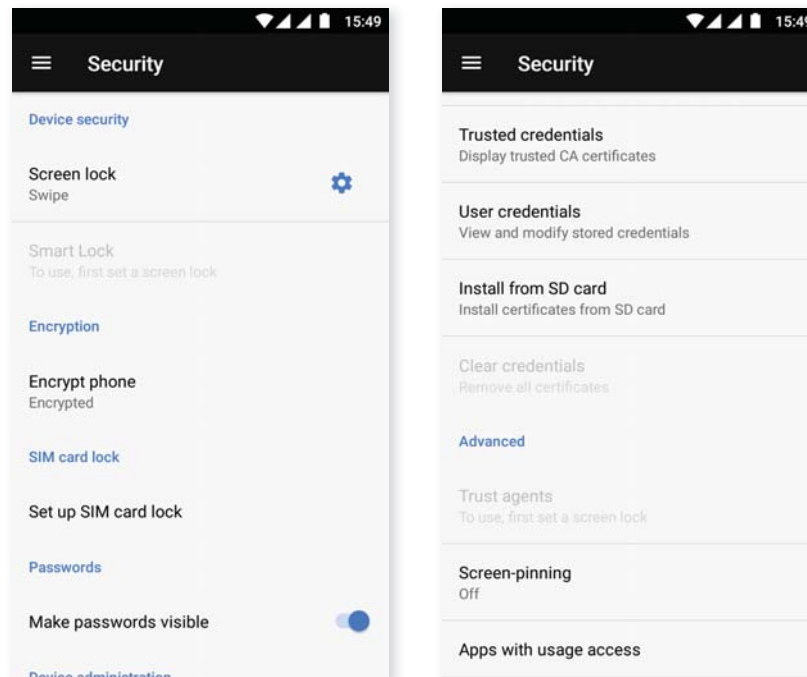 15:49
Security
Device security
Screen lock
Swipe
Smart Lock
To use, first set a screen lock
Encryption
Encrypt phone
Encrypted
SIM card lock
Set up SIM card lock
Passwords
Make passwords visible
Device administration
15:49
Security
Trusted credentials
Display trusted CA certificates
User credentials
View and modify stored credentials
Install from SD card
Install certificates from SD card
Clear credentials
Remove all certificates
Advanced
Trust agents
To use, first set a screen lock
Screen-pinning
Off
Apps with usage access